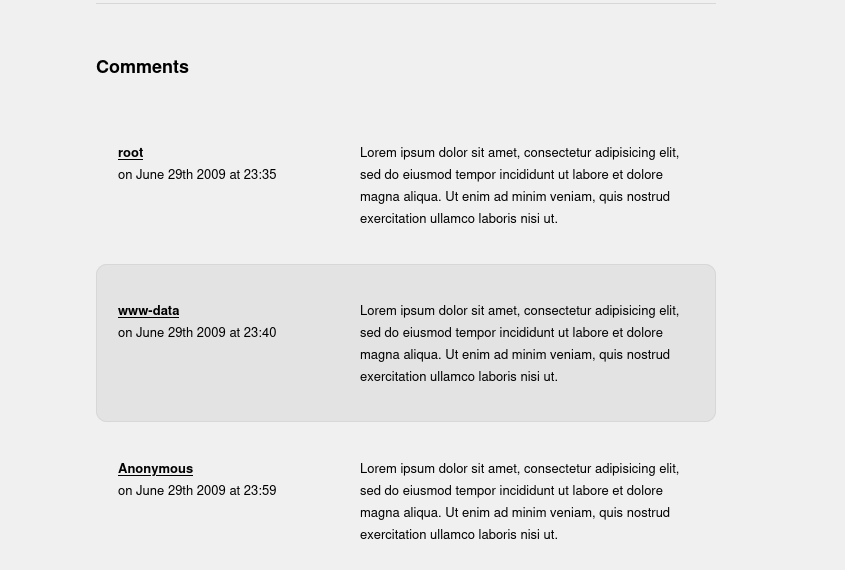 Comments
root
on June 29th 2009 at 23:35
Lorem ipsum dolor sit amet, consectetur adipisicing elit,
sed do eiusmod tempor incididunt ut labore et dolore
magna aliqua. Ut enim ad minim veniam, quis nostrud
exercitation ullamco laboris nisi ut.
www-data
on June 29th 2009 at 23:40
Lorem ipsum dolor sit amet, consectetur adipisicing elit,
sed do eiusmod tempor incididunt ut labore et dolore
magna aliqua. Ut enim ad minim veniam, quis nostrud
exercitation ullamco laboris nisi ut.
Anonymous
on June 29th 2009 at 23:59
Lorem ipsum dolor sit amet, consectetur adipisicing elit,
sed do eiusmod tempor incididunt ut labore et dolore
magna aliqua. Ut enim ad minim veniam, quis nostrud
exercitation ullamco laboris nisi ut.